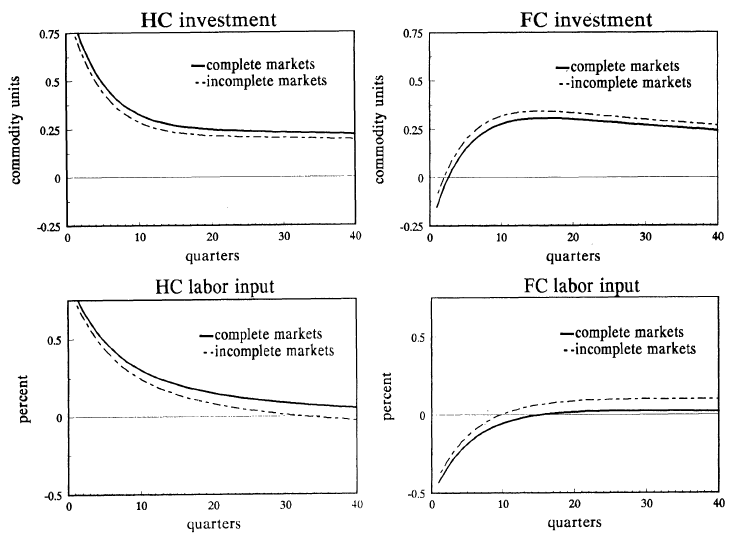 HC investment
0.75
0.5
0.25
0
-0.25
commodity units
complete markets
incomplete markets
0 10 20 30 40
quarters
FC investment
0.75
0.5
0.25
0
-0.25
commodity units
complete markets
incomplete markets
0 10 20 30 40
quarters
HC labor input
0.5
0
-0.5
percent
complete markets
incomplete markets
0 10 20 30 40
quarters
FC labor input
0.5
0
-0.5
percent
complete markets
incomplete markets
0 10 20 30 40
quarters